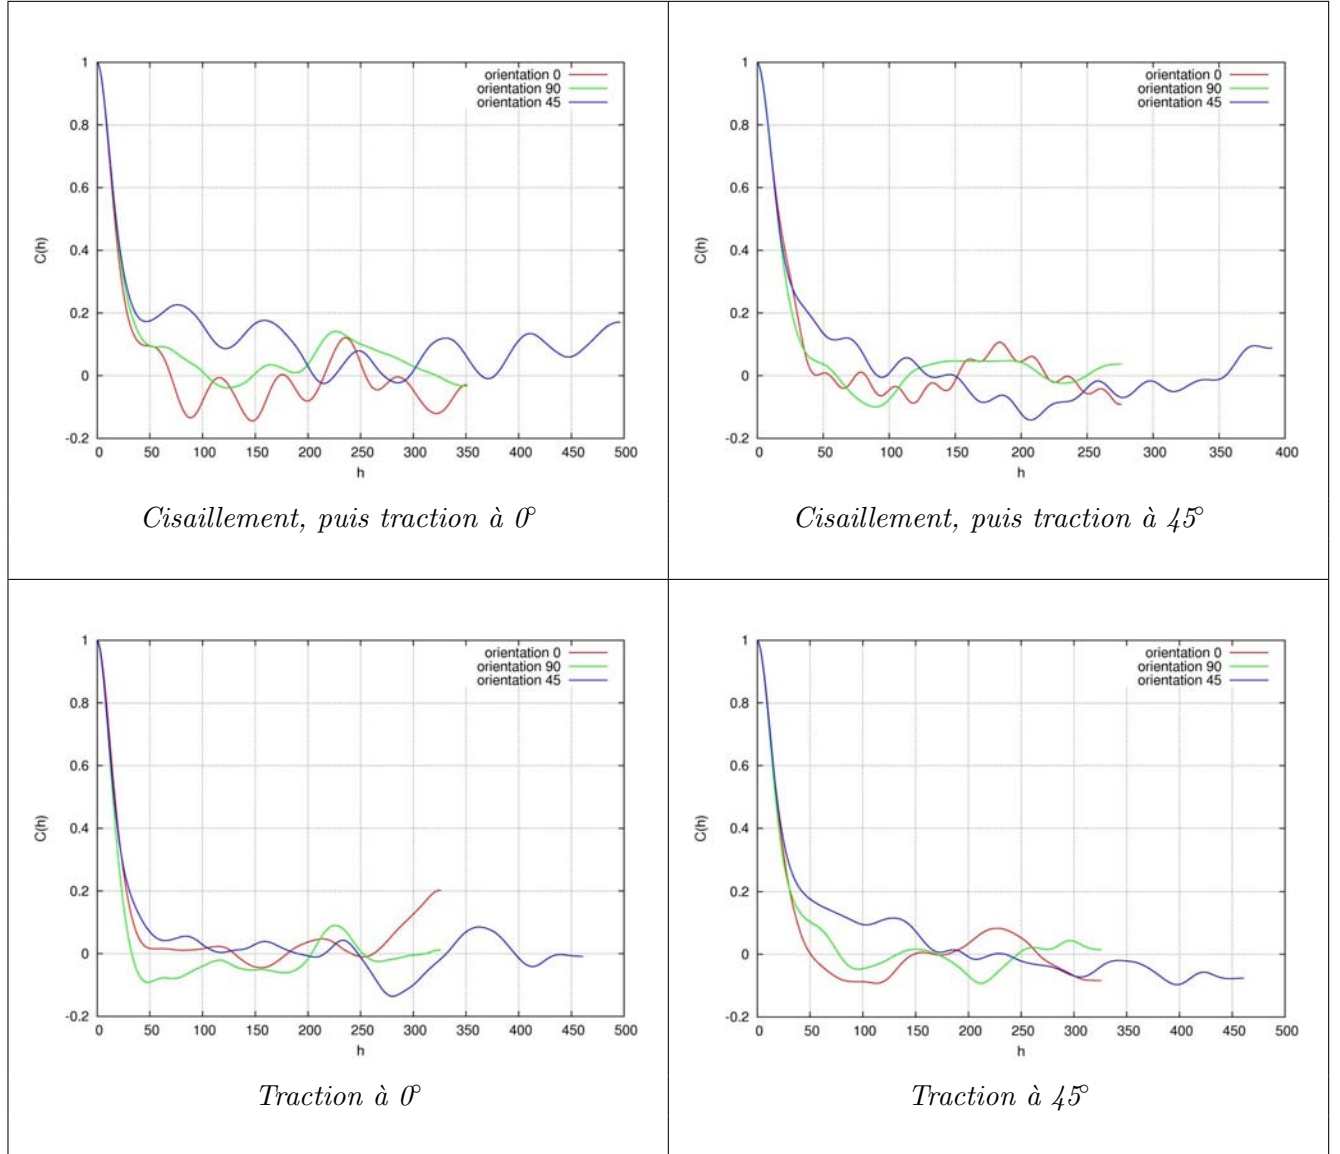 orientation 0
orientation 90
orientation 45
1
0.8
0.6
0.4
0.2
0
-0.2
C(h)
0 50 100 150 200 250 300 350 400 450 500
h
Cisaillement, puis traction à 0°
orientation 0
orientation 90
orientation 45
1
0.8
0.6
0.4
0.2
0
-0.2
C(h)
0 50 100 150 200 250 300 350 400
h
Cisaillement, puis traction à 45°
orientation 0
orientation 90
orientation 45
1
0.8
0.6
0.4
0.2
0
-0.2
C(h)
0 50 100 150 200 250 300 350 400 450 500
h
Traction à 0°
orientation 0
orientation 90
orientation 45
1
0.8
0.6
0.4
0.2
0
-0.2
C(h)
0 50 100 150 200 250 300 350 400 450 500
h
Traction à 45°